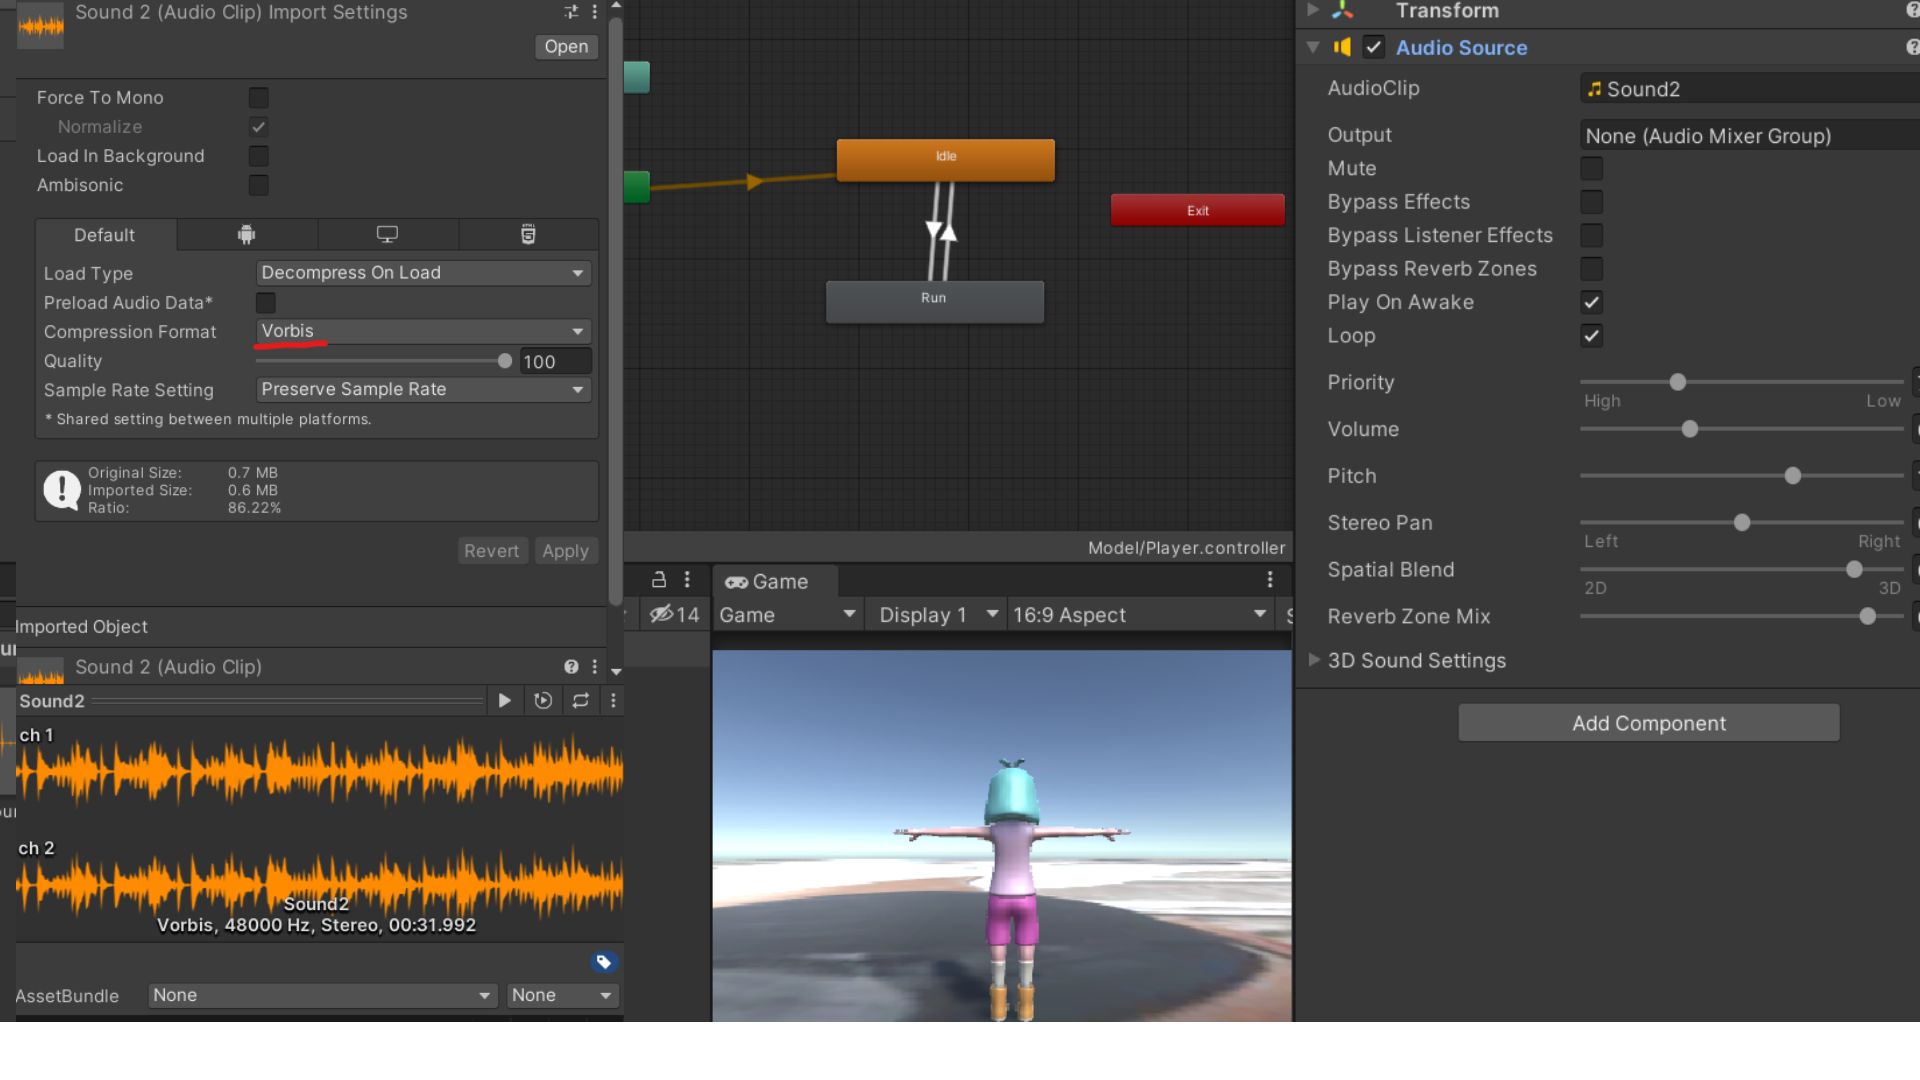 Sound 2 (Audio Clip) Import Settings
Open
Force To Mono
Normalize
Load In Background
Ambisonic
Default
Load Type
Decompress On Load
Preload Audio Data*
Compression Format
Vorbis
Quality
100
Sample Rate Setting
Preserve Sample Rate
* Shared setting between multiple platforms.
Original Size: 0.7 MB
Imported Size: 0.6 MB
Ratio: 86.22%
Revert
Apply
Imported Object
Sound 2 (Audio Clip)
Sound2
ch 1
ch 2
Sound2
Vorbis, 48000 Hz, Stereo, 00:31.992
AssetBundle
None
None
Idle
Exit
Run
Model/Player.controller
14
Game
Game
Display 1
16:9 Aspect
Transform
Audio Source
AudioClip
Sound2
Output
None (Audio Mixer Group)
Mute
Bypass Effects
Bypass Listener Effects
Bypass Reverb Zones
Play On Awake
Loop
Priority
High
Low
Volume
Pitch
Stereo Pan
Left
Right
Spatial Blend
2D
3D
Reverb Zone Mix
3D Sound Settings
Add Component